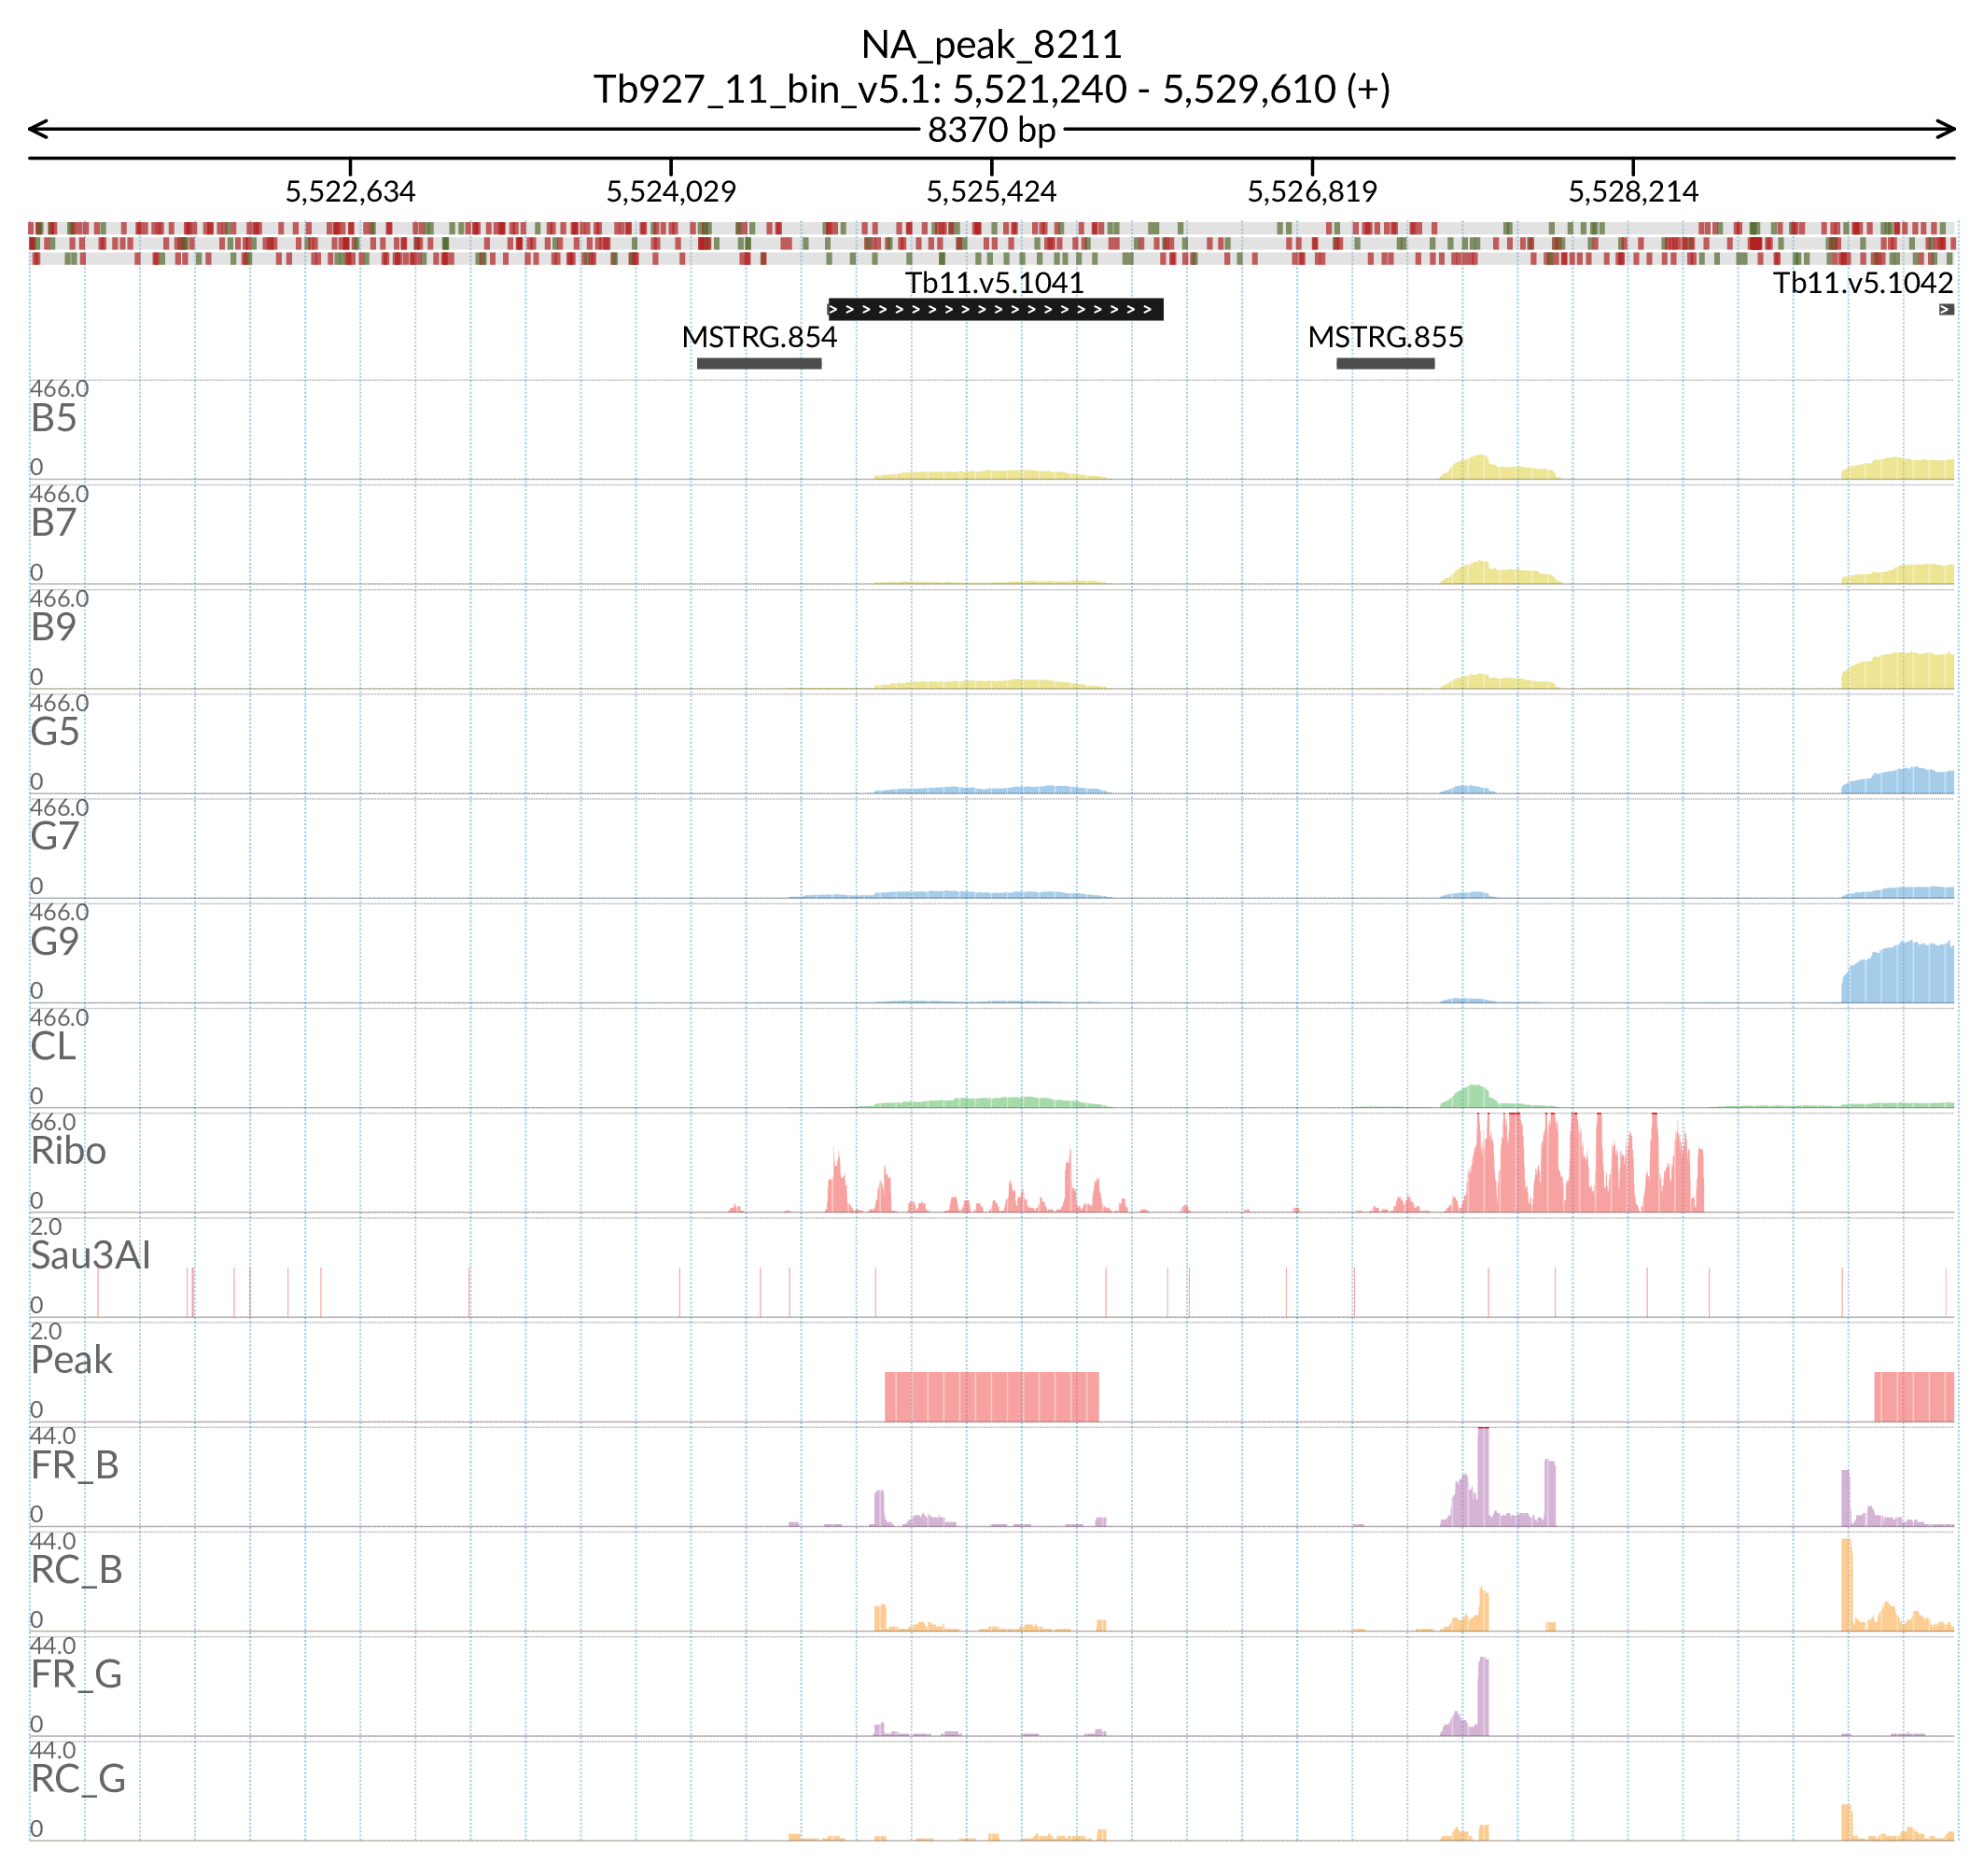 NA_peak_8211
Tb927_11_bin_v5.1: 5,521,240 - 5,529,610 (+)
8370 bp
5,522,634 5,524,029 5,525,424 5,526,819 5,528,214
Tb11.v5.1041 Tb11.v5.1042
MSTRG.854 MSTRG.855
466.0
B5
0
466.0
B7
0
466.0
B9
0
466.0
G5
0
466.0
G7
0
466.0
G9
0
466.0
CL
0
66.0
Ribo
0
2.0
Sau3AI
0
2.0
Peak
0
44.0
FR_B
0
44.0
RC_B
0
44.0
FR_G
0
44.0
RC_G
0